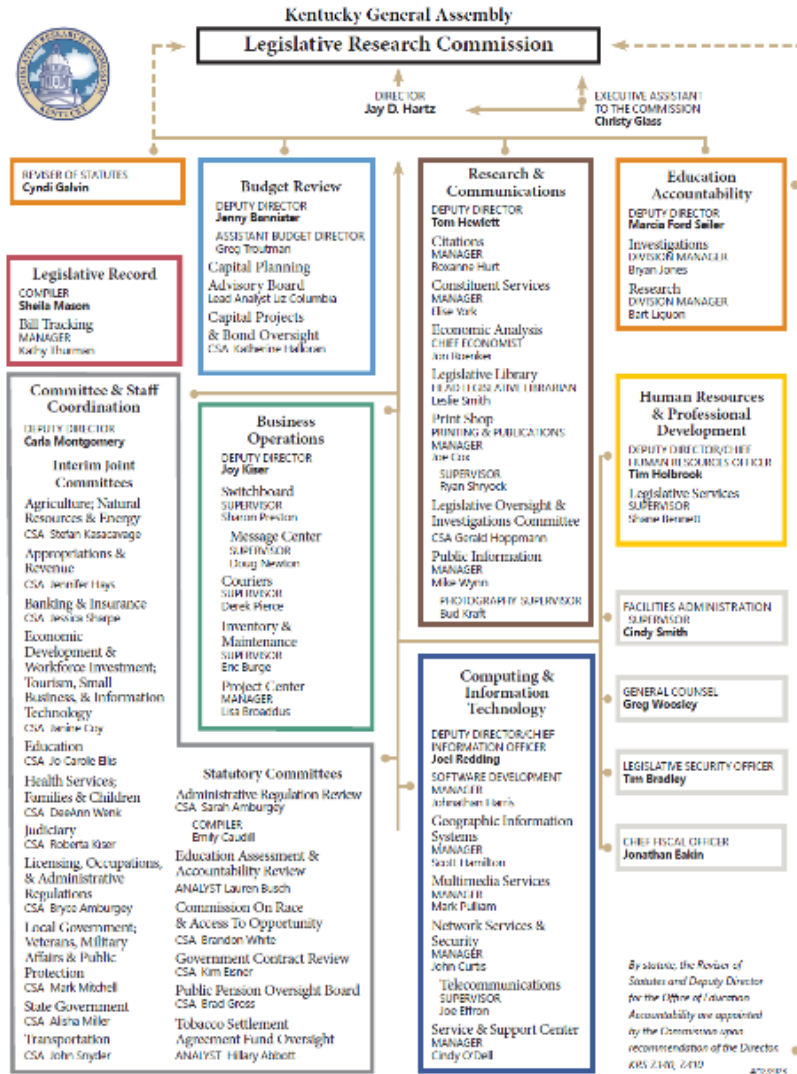 Kentucky General Assembly
Legislative Research Commission
LEGISLATIVE RESEARCH COMMISSION
KENTUCKY
DIRECTOR
Jay D. Hartz
EXECUTIVE ASSISTANT
TO THE COMMISSION
Christy Glass
REVISER OF STATUTES
Cyndi Galvin
Legislative Record
COMPILER
Sheila Mason
Bill Tracking
MANAGER
Kathy Thurman
Budget Review
DEPUTY DIRECTOR
Jenny Bannister
ASSISTANT BUDGET DIRECTOR
Greg Troutman
Capital Planning
Advisory Board
Lead Analyst Liz Columbia
Capital Projects
& Bond Oversight
CSA Katherine Halloran
Research &
Communications
DEPUTY DIRECTOR
Tom Hewlett
Citations
MANAGER
Roxanne Hurt
Constituent Services
MANAGER
Elise York
Economic Analysis
CHIEF ECONOMIST
Jon Roenker
Legislative Library
HEAD LEGISLATIVE LIBRARIAN
Leslie Smith
Print Shop
PRINTING & PUBLICATIONS
MANAGER
Joe Cox
SUPERVISOR
Ryan Shryock
Legislative Oversight &
Investigations Committee
CSA Gerald Hoppmann
Public Information
MANAGER
Mike Wynn
PHOTOGRAPHY SUPERVISOR
Bud Kraft
Education
Accountability
DEPUTY DIRECTOR
Marcia Ford Seiler
Investigations
DIVISION MANAGER
Bryan Jones
Research
DIVISION MANAGER
Bart Liguori
Committee & Staff
Coordination
DEPUTY DIRECTOR
Carla Montgomery
Interim Joint
Committees
Agriculture; Natural
Resources & Energy
CSA Stefan Kasacavage
Appropriations &
Revenue
CSA Jennifer Hays
Banking & Insurance
CSA Jessica Sharpe
Economic
Development &
Workforce Investment;
Tourism, Small
Business, & Information
Technology
CSA Janine Coy
Education
CSA Jo Carole Ellis
Health Services;
Families & Children
CSA DeeAnn Wenk
Judiciary
CSA Roberta Kiser
Licensing, Occupations,
& Administrative
Regulations
CSA Bryce Amburgey
Local Government;
Veterans, Military
Affairs & Public
Protection
CSA Mark Mitchell
State Government
CSA Alisha Miller
Transportation
CSA John Snyder
Statutory Committees
Administrative Regulation Review
CSA Sarah Amburgey
COMPILER
Emily Caudill
Education Assessment &
Accountability Review
ANALYST Lauren Busch
Commission On Race
& Access To Opportunity
CSA Brandon White
Government Contract Review
CSA Kim Eisner
Public Pension Oversight Board
CSA Brad Gross
Tobacco Settlement
Agreement Fund Oversight
ANALYST Hillary Abbott
Business
Operations
DEPUTY DIRECTOR
Joy Kiser
Switchboard
SUPERVISOR
Sharon Preston
Message Center
SUPERVISOR
Doug Newton
Couriers
SUPERVISOR
Derek Pierce
Inventory &
Maintenance
SUPERVISOR
Eric Burge
Project Center
MANAGER
Lisa Broaddus
Computing &
Information
Technology
DEPUTY DIRECTOR/CHIEF
INFORMATION OFFICER
Joel Redding
SOFTWARE DEVELOPMENT
MANAGER
Johnathan Harris
Geographic Information
Systems
MANAGER
Scott Hamilton
Multimedia Services
MANAGER
Mark Pulliam
Network Services &
Security
MANAGER
John Curtis
Telecommunications
SUPERVISOR
Joe Effron
Service & Support Center
MANAGER
Cindy O'Dell
Human Resources
& Professional
Development
DEPUTY DIRECTOR/CHIEF
HUMAN RESOURCES OFFICER
Tim Holbrook
Legislative Services
SUPERVISOR
Shane Bennett
FACILITIES ADMINISTRATION
SUPERVISOR
Cindy Smith
GENERAL COUNSEL
Greg Woosley
LEGISLATIVE SECURITY OFFICER
Tim Bradley
CHIEF FISCAL OFFICER
Jonathan Eakin
By statute, the Reviser of
Statutes and Deputy Director
for the Office of Education
Accountability are appointed
by the Commission upon
recommendation of the Director.
KRS 7.140, 7.410